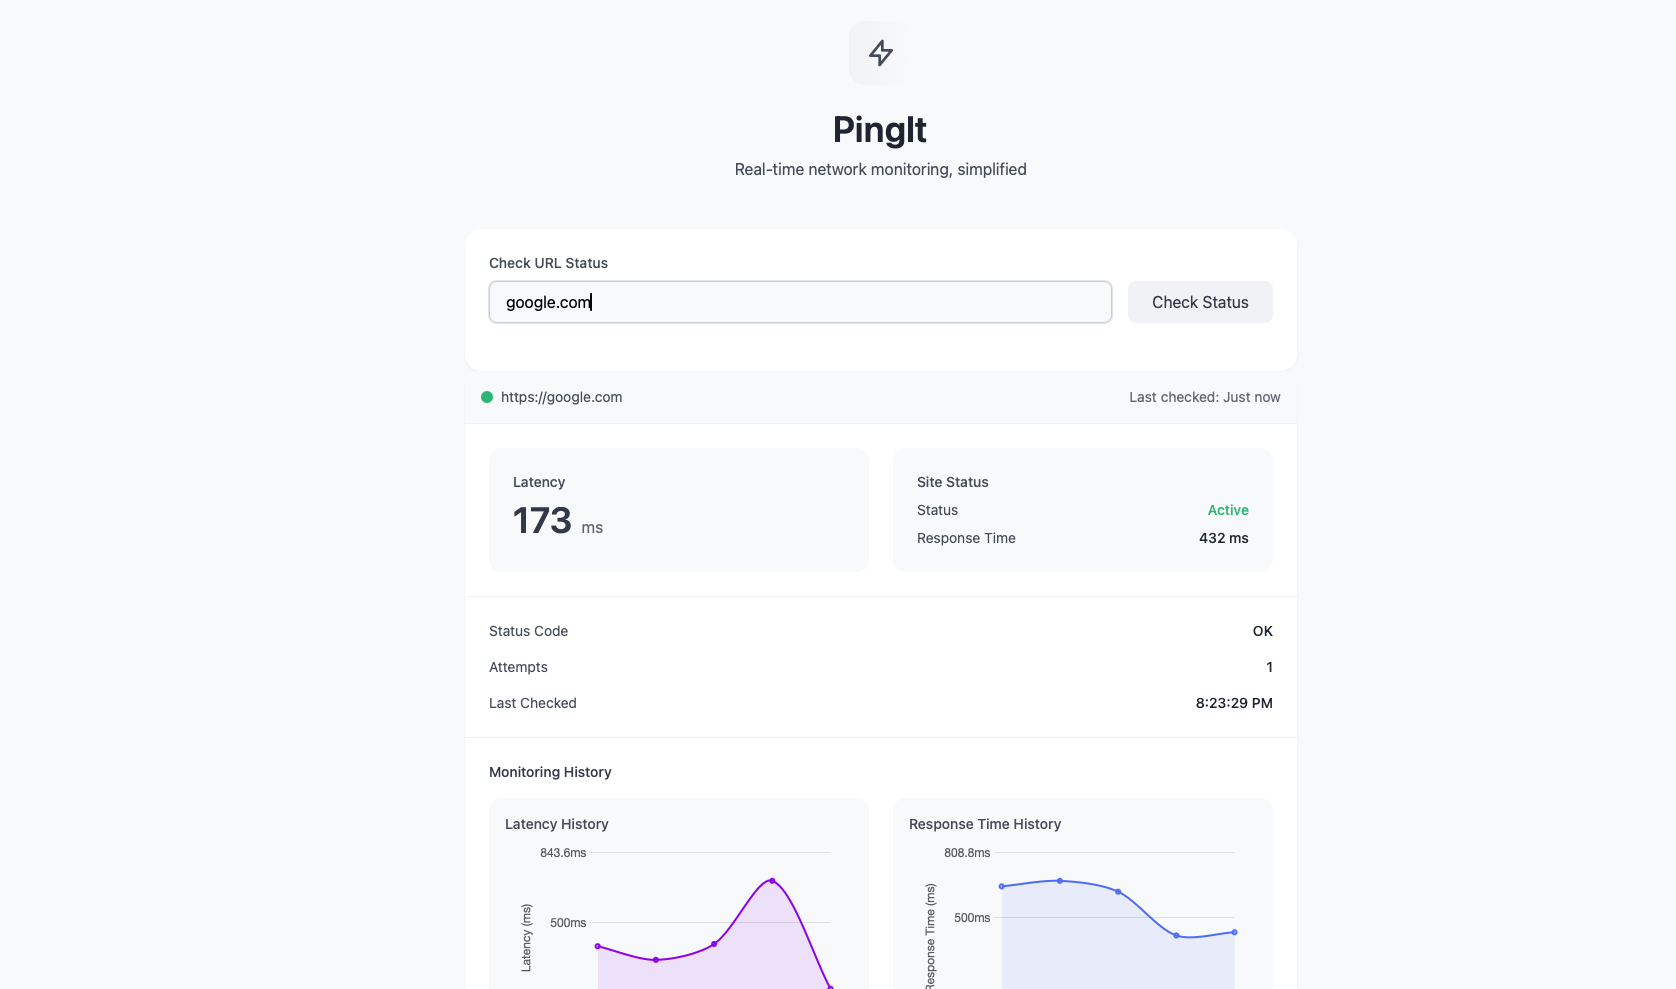 PingIt
Real-time network monitoring, simplified
Check URL Status
google.com
Check Status
https://google.com
Last checked: Just now
Latency
173 ms
Site Status
Status Active
Response Time 432 ms
Status Code OK
Attempts 1
Last Checked 8:23:29 PM
Monitoring History
Latency History
843.6ms
500ms
Latency (ms)
Response Time History
808.8ms
500ms
Response Time (ms)